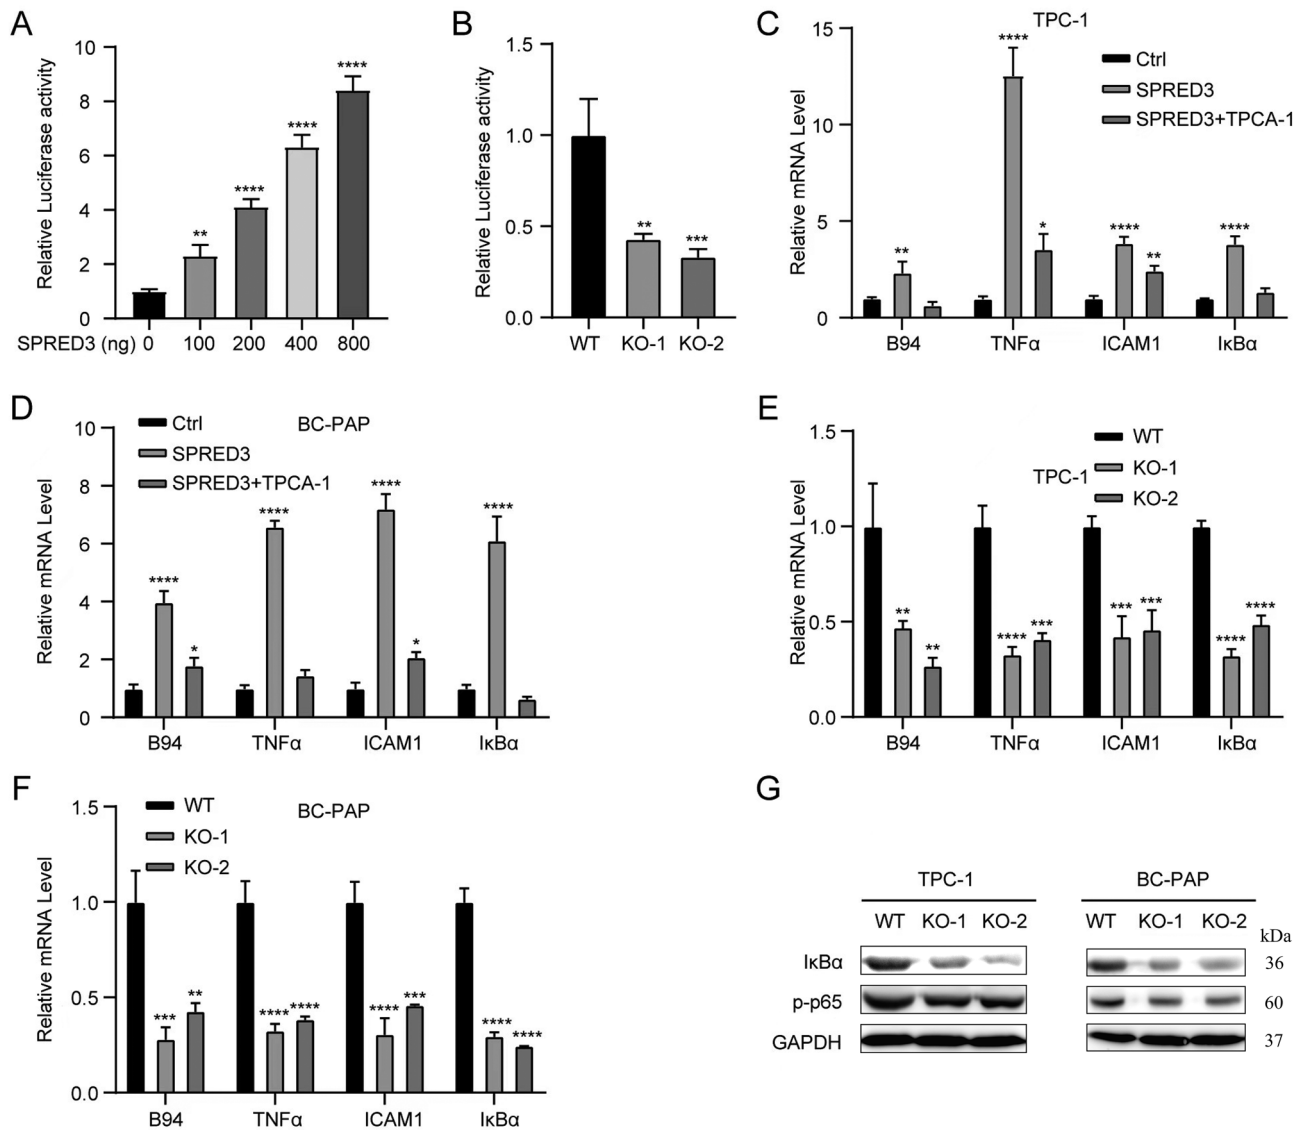 A
Relative Luciferase activity
10
8
6
4
2
0
** **** **** ****
SPRED3 (ng) 0 100 200 400 800
B
Relative Luciferase activity
1.5
1.0
0.5
0.0
** ***
WT KO-1 KO-2
C
TPC-1
Ctrl
SPRED3
SPRED3+TPCA-1
Relative mRNA Level
15
10
5
0
** **** * **** ** ****
B94 TNFα ICAM1 IκBα
D
BC-PAP
Ctrl
SPRED3
SPRED3+TPCA-1
Relative mRNA Level
10
8
6
4
2
0
**** * **** **** * ****
B94 TNFα ICAM1 IκBα
E
TPC-1
WT
KO-1
KO-2
Relative mRNA Level
1.5
1.0
0.5
0.0
** ** **** *** *** *** **** ****
B94 TNFα ICAM1 IκBα
F
BC-PAP
WT
KO-1
KO-2
Relative mRNA Level
1.5
1.0
0.5
0.0
*** ** **** **** **** *** **** ****
B94 TNFα ICAM1 IκBα
G
TPC-1 BC-PAP
WT KO-1 KO-2 WT KO-1 KO-2
kDa
IκBα 36
p-p65 60
GAPDH 37